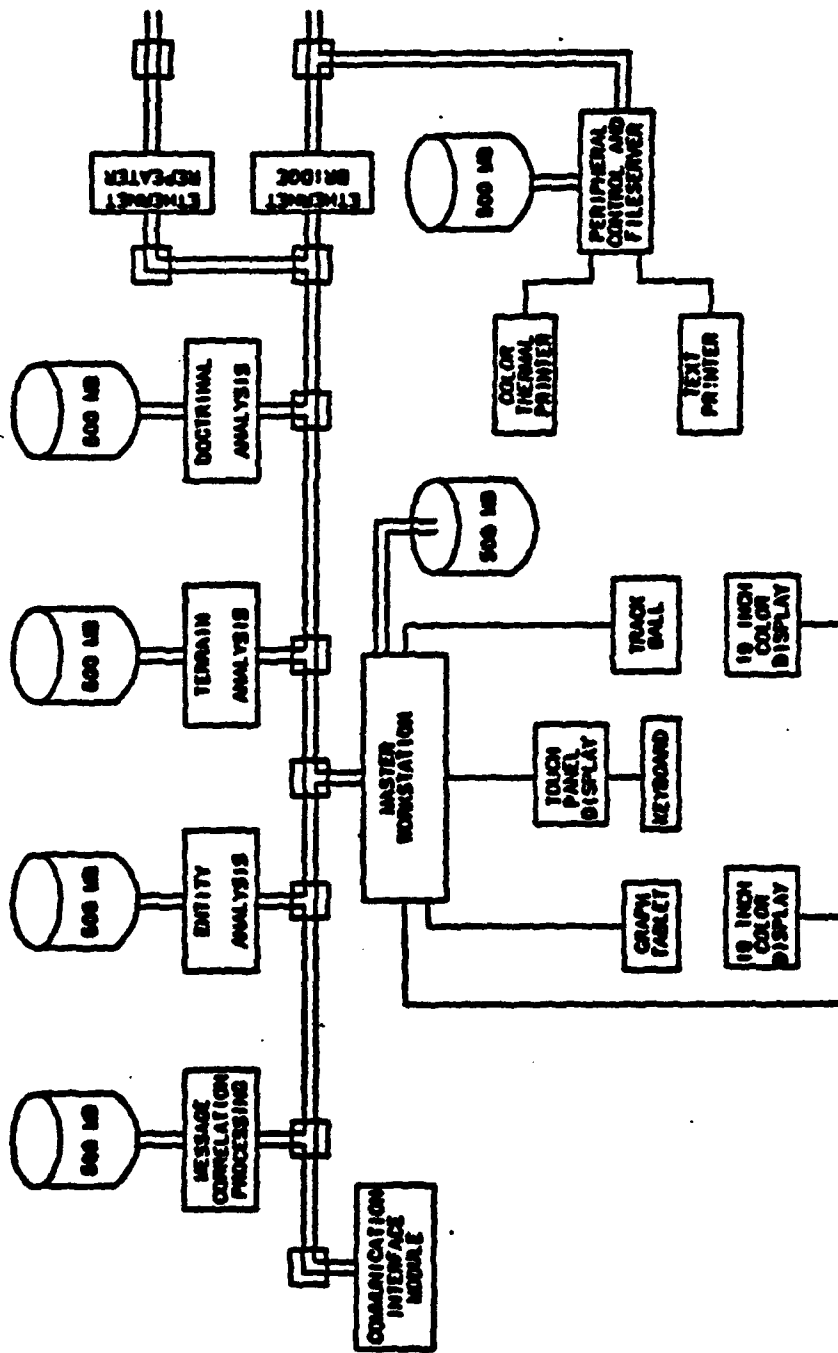 ETHERNET
REPEATER
ETHERNET
BRIDGE
500 MB
DOCTRINAL
ANALYSIS
500 MB
TERRAIN
ANALYSIS
500 MB
ENTITY
ANALYSIS
500 MB
MESSAGE
CORRELATION
PROCESSING
COMMUNICATION
INTERFACE
MODULE
MASTER
WORKSTATION
500 MB
500 MB
PERIPHERAL
CONTROL AND
FILESERVER
COLOR
THERMAL
PRINTER
TEXT
PRINTER
GRAPH
TABLET
TOUCH
PANEL
DISPLAY
KEYBOARD
TRACK
BALL
19 INCH
COLOR
DISPLAY
19 INCH
COLOR
DISPLAY